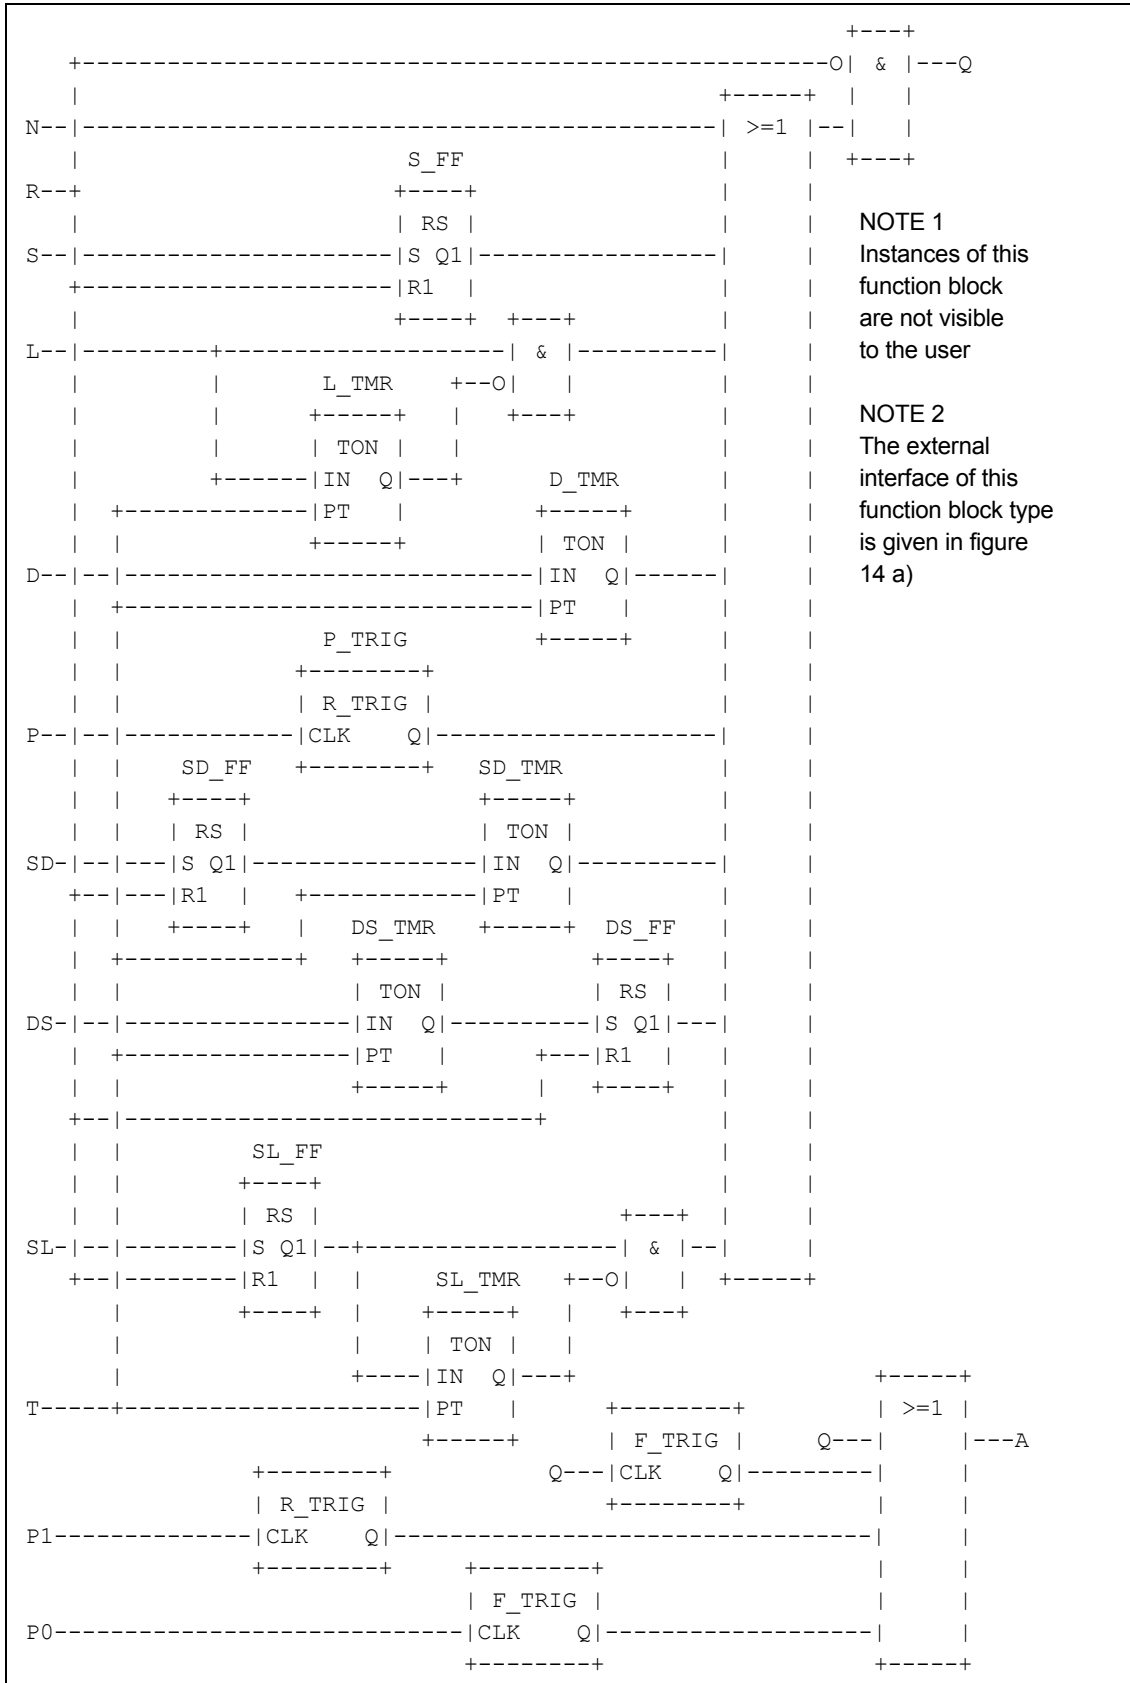 +---+
    +----------------------------------------------------------------O| & |---Q
    |                                                       +-----+  |   |
N--|------------------------------------------------------| >=1 |--|   |
    |                            S_FF                       |     |  +---+
R--+                           +----+                      |     |
    |                           | RS |                      |     |   NOTE 1
S--|--------------------------|S Q1|---------------------|     |   Instances of this
    +---------------------------|R1  |                      |     |   function block
    |                           +----+  +---+               |     |   are not visible
L--|---------+------------------------| & |-------------|     |   to the user
    |           |        L_TMR    +--O|   |               |     |
    |           |       +-----+   |   +---+               |     |   NOTE 2
    |           |       | TON |   |                       |     |   The external
    |           +------|IN  Q|---+       D_TMR           |     |   interface of this
    |  +-------------|PT   |           +-----+          |     |   function block type
    |  |                +-----+           | TON |          |     |   is given in figure
D--|--|-----------------------------------|IN  Q|------|     |   14 a)
    |  +-----------------------------------|PT   |          |     |
    |  |                 P_TRIG           +-----+          |     |
    |  |               +--------+                          |     |
    |  |               | R_TRIG |                          |     |
P--|--|------------|CLK    Q|--------------------|     |
    |  |    SD_FF   +--------+   SD_TMR                |     |
    |  |   +----+                +-----+                |     |
    |  |   | RS |                | TON |                |     |
SD-|--|---|S Q1|----------------|IN  Q|----------|     |
    +--|---|R1  |   +------------|PT   |          |     |
    |  |   +----+   |   DS_TMR   +-----+  DS_FF   |     |
    |  +------------+   +-----+          +----+   |     |
    |  |                | TON |          | RS |   |     |
DS-|--|----------------|IN  Q|----------|S Q1|---|     |
    |  +----------------|PT   |      +---|R1  |   |     |
    |  |                +-----+      |   +----+   |     |
    +--|-----------------------------+            |     |
    |  |         SL_FF                            |     |
    |  |        +----+                            |     |
    |  |        | RS |                     +---+  |     |
SL-|--|--------|S Q1|--+------------------| & |--|     |
    +--|--------|R1  |  |     SL_TMR   +--O|   |  +-----+
       |        +----+  |    +-----+   |   +---+
       |                |    | TON |   |
       |                +----|IN  Q|---+                     +-----+
T-----+---------------------|PT   |      +--------+         | >=1 |
                             +-----+      | F_TRIG |     Q---|     |---A
                +--------+           Q---|CLK    Q|---------|     |
                | R_TRIG |               +--------+         |     |
P1--------------|CLK    Q|----------------------------------|     |
                +--------+     +--------+                   |     |
                               | F_TRIG |                   |     |
P0-----------------------------|CLK    Q|-------------------|     |
                               +--------+                   +-----+